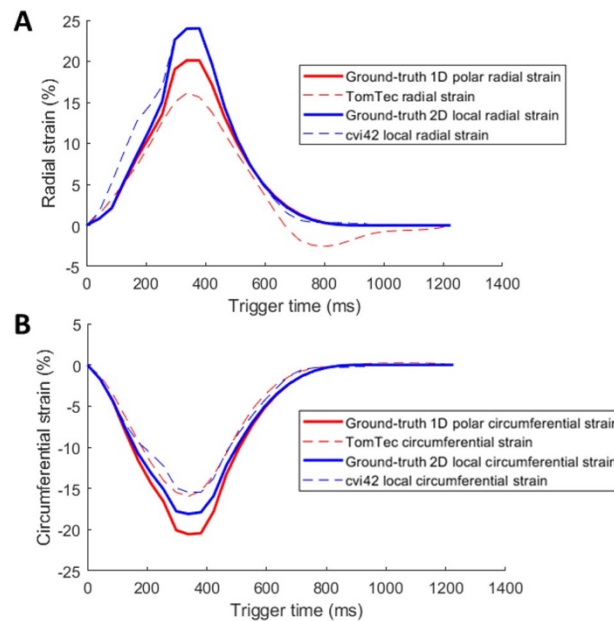 A
Radial strain (%)
25
20
15
10
5
0
-5
Ground-truth 1D polar radial strain
TomTec radial strain
Ground-truth 2D local radial strain
cvi42 local radial strain
0 200 400 600 800 1000 1200 1400
Trigger time (ms)
B
Circumferential strain (%)
5
0
-5
-10
-15
-20
-25
Ground-truth 1D polar circumferential strain
TomTec circumferential strain
Ground-truth 2D local circumferential strain
cvi42 local circumferential strain
0 200 400 600 800 1000 1200 1400
Trigger time (ms)